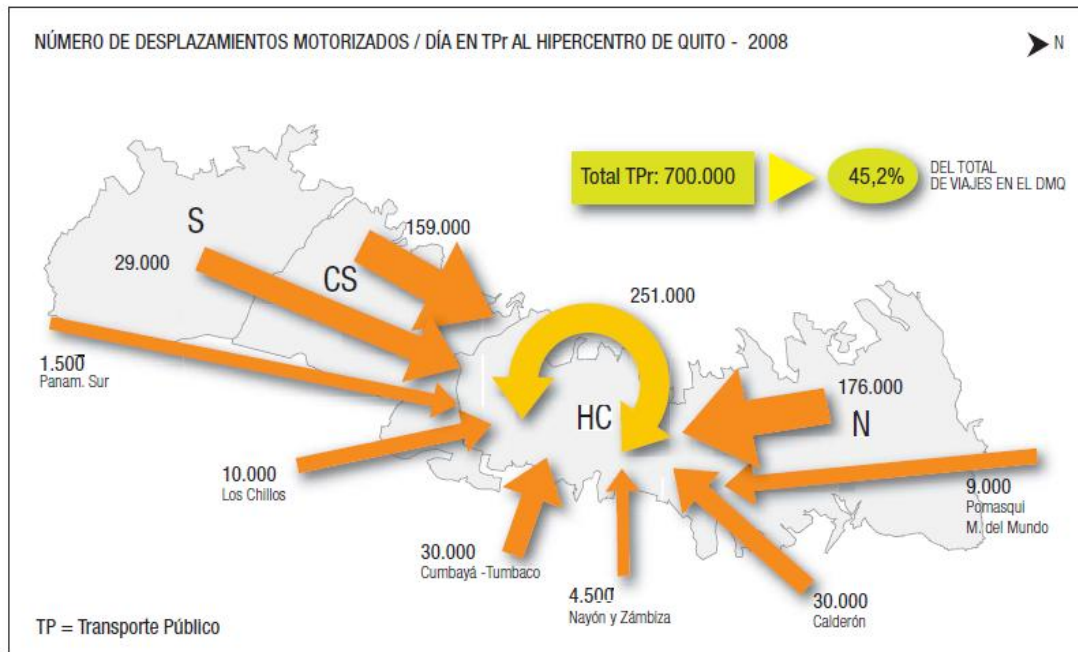 NÚMERO DE DESPLAZAMIENTOS MOTORIZADOS / DÍA EN TPr AL HIPERCENTRO DE QUITO - 2008
N
Total TPr: 700.000
45,2%
DEL TOTAL
DE VIAJES EN EL DMQ
S
159.000
29.000
CS
251.000
1.500
Panam. Sur
176.000
HC
N
10.000
Los Chillos
9.000
Pomasqui
M. del Mundo
30.000
Cumbayá -Tumbaco
4.500
Nayón y Zámbiza
30.000
Calderón
TP = Transporte Público